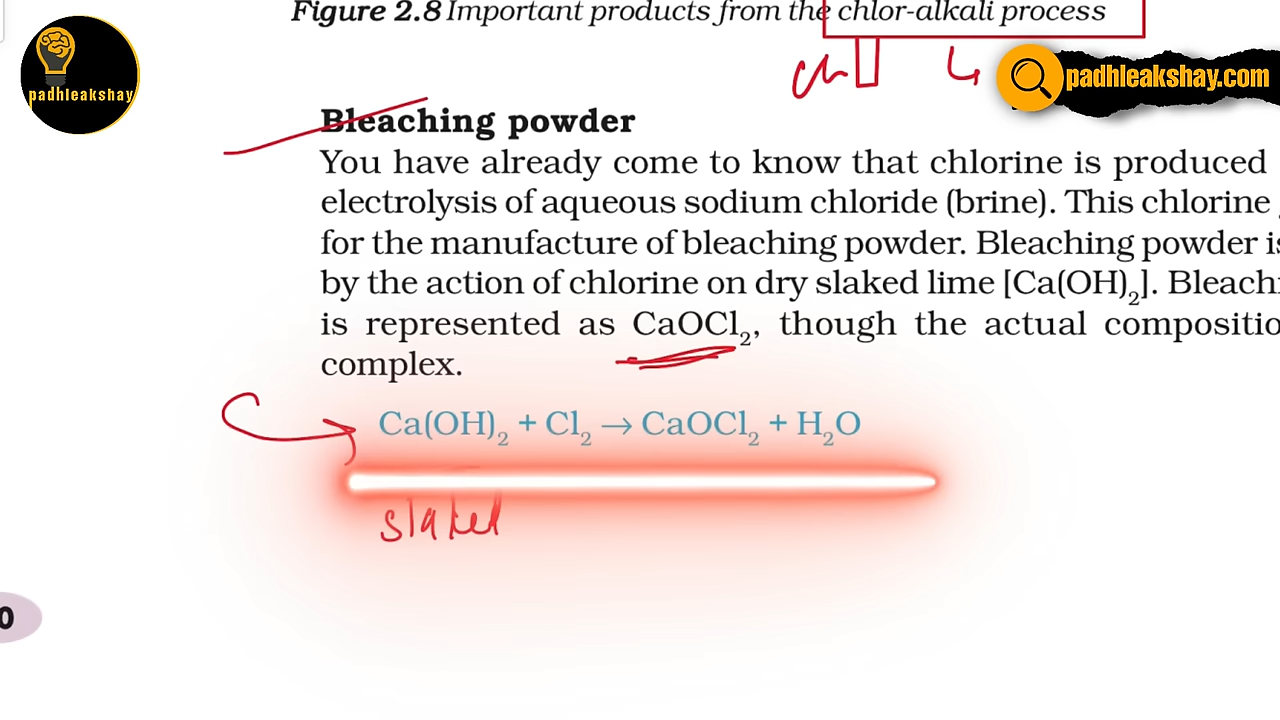 Figure 2.8 Important products from the chlor-alkali process
padhleakshay
padhleakshay.com
Bleaching powder
You have already come to know that chlorine is produced
electrolysis of aqueous sodium chloride (brine). This chlorine
for the manufacture of bleaching powder. Bleaching powder is
by the action of chlorine on dry slaked lime [Ca(OH)₂]. Bleachi
is represented as CaOCl₂, though the actual compositio
complex.
Ca(OH)₂ + Cl₂ → CaOCl₂ + H₂O
slaked
0